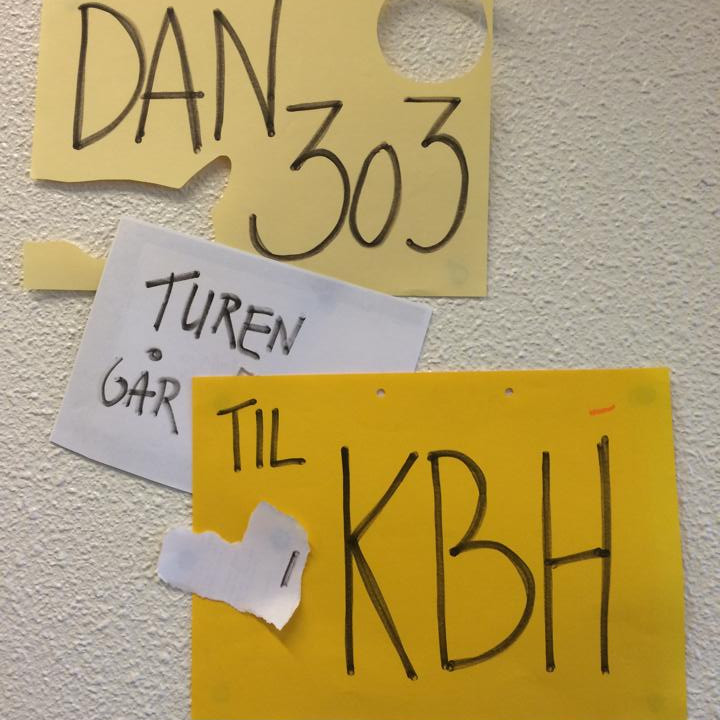 DAN
303
TUREN
GÅR
TIL
KBH